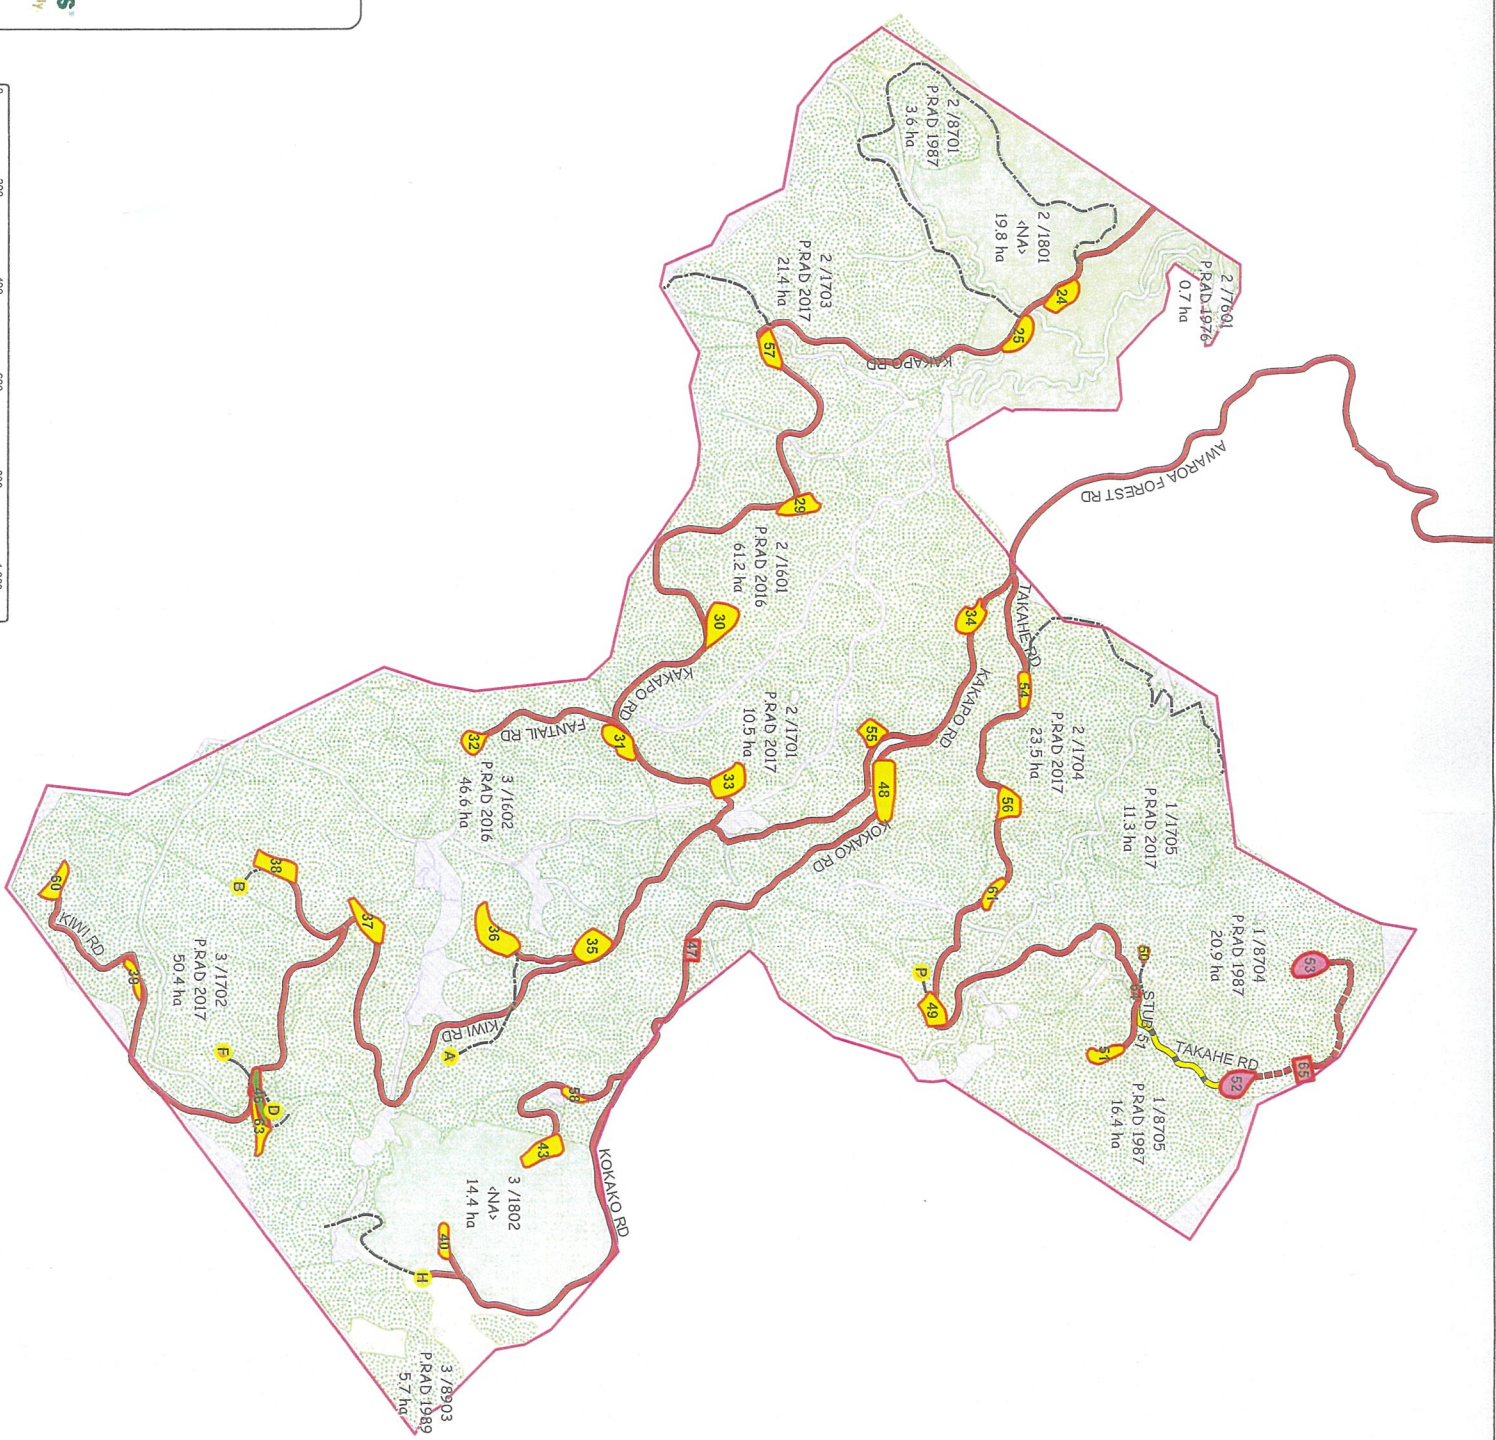 2 /8701
P.RAD 1987
3.6 ha
2 /1801
<NA>
19.8 ha
2 /7601
P.RAD 1976
0.7 ha
24
25
2 /1703
P.RAD 2017
21.4 ha
57
KAKAPO RD
AWAROA FOREST RD
29
2 /1601
P.RAD 2016
61.2 ha
30
34
TAKAHE RD
54
KAKAPO RD
KAKAPO RD
2 /1704
P.RAD 2017
23.5 ha
1 /1705
P.RAD 2017
11.3 ha
2 /1701
P.RAD 2017
10.5 ha
55
48
56
33
31
FANTAIL RD
32
3 /1602
P.RAD 2016
46.6 ha
KOKAKO RD
61
1 /8704
P.RAD 1987
20.9 ha
53
38
B
60
KIWI RD
37
36
35
47
P
49
50
STUB 51
51
TAKAHE RD
52
65
39
3 /1702
P.RAD 2017
50.4 ha
KIWI RD
A
F
46
D
63
58
43
1 /8705
P.RAD 1987
16.4 ha
KOKAKO RD
3 /1802
<NA>
14.4 ha
40
H
3 /8903
P.RAD 1989
5.7 ha